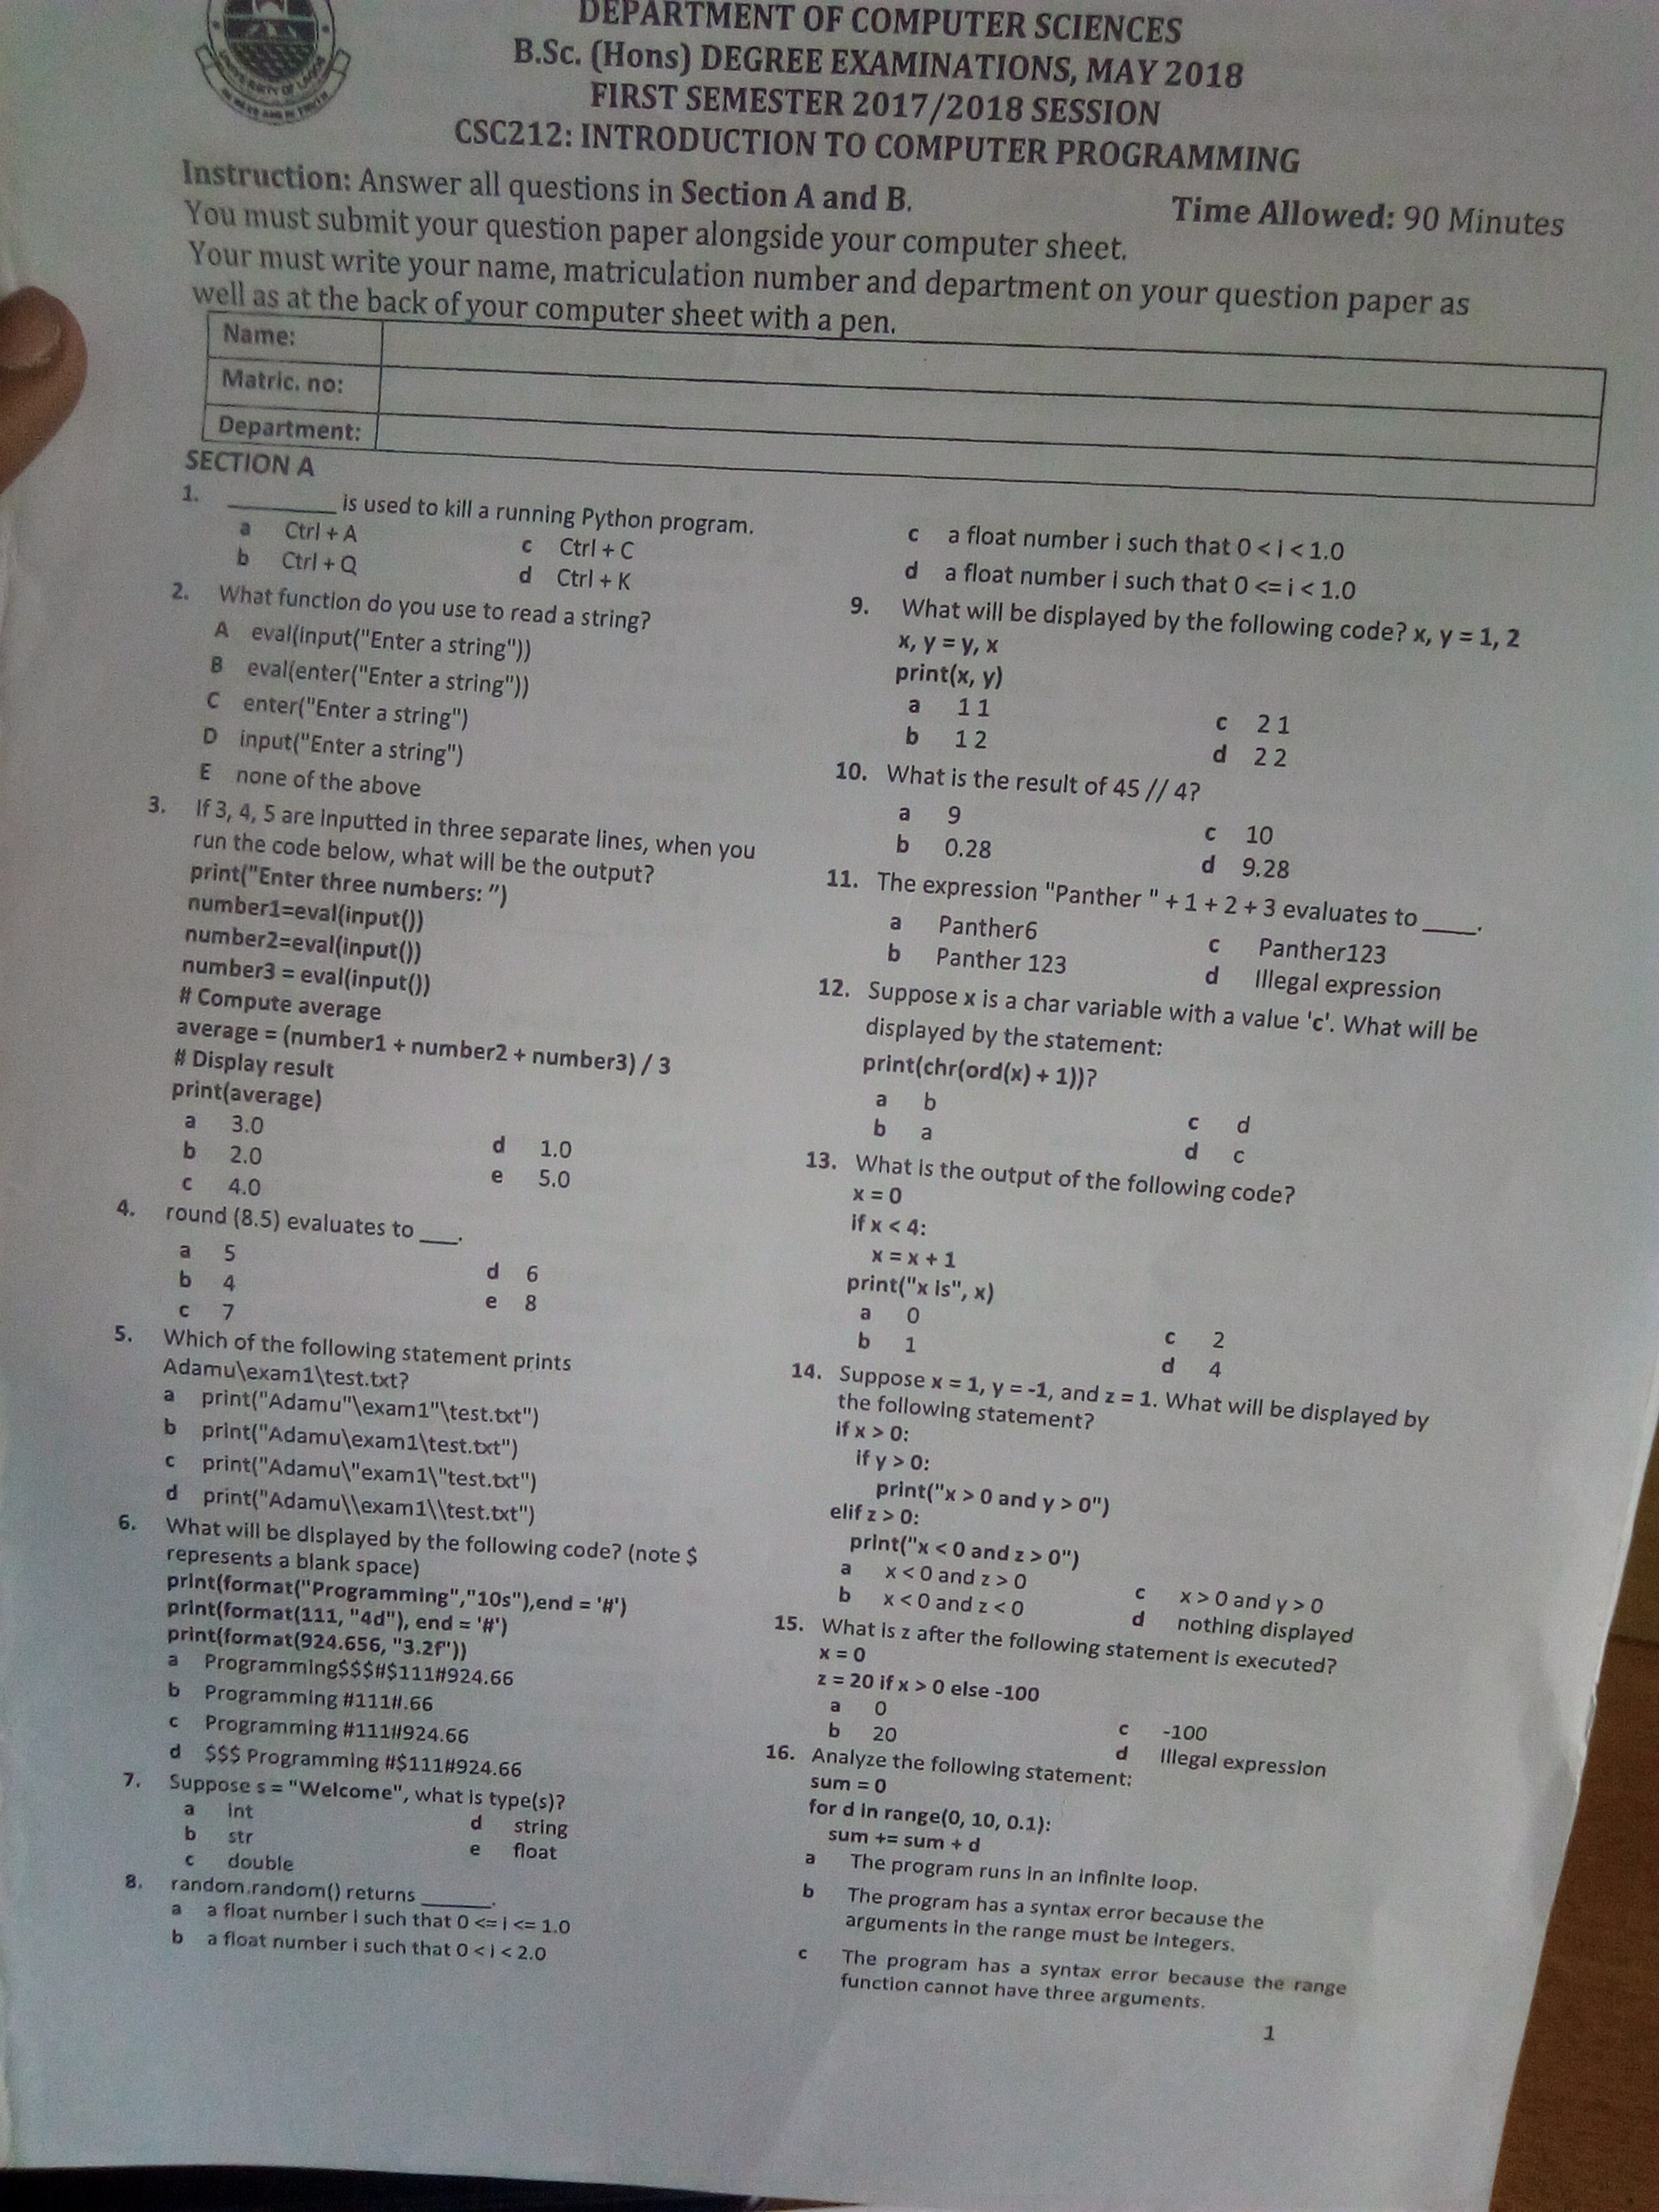 DEPARTMENT OF COMPUTER SCIENCES
B.Sc. (Hons) DEGREE EXAMINATIONS, MAY 2018
FIRST SEMESTER 2017/2018 SESSION
CSC212: INTRODUCTION TO COMPUTER PROGRAMMING
Instruction: Answer all questions in Section A and B.
Time Allowed: 90 Minutes
You must submit your question paper alongside your computer sheet.
Your must write your name, matriculation number and department on your question paper as
well as at the back of your computer sheet with a pen.
Name:
Matric. no:
Department:
SECTION A
1. ________ is used to kill a running Python program.
a Ctrl + A
c Ctrl + C
b Ctrl + Q
d Ctrl + K
2. What function do you use to read a string?
A eval(input("Enter a string"))
B eval(enter("Enter a string"))
C enter("Enter a string")
D input("Enter a string")
E none of the above
3. If 3, 4, 5 are inputted in three separate lines, when you
run the code below, what will be the output?
print("Enter three numbers: ")
number1=eval(input())
number2=eval(input())
number3 = eval(input())
# Compute average
average = (number1 + number2 + number3) / 3
# Display result
print(average)
a 3.0
d 1.0
b 2.0
e 5.0
c 4.0
4. round (8.5) evaluates to ___.
a 5
d 6
b 4
e 8
c 7
5. Which of the following statement prints
Adamu\exam1\test.txt?
a print("Adamu"\exam1"\test.txt")
b print("Adamu\exam1\test.txt")
c print("Adamu\"exam1\"test.txt")
d print("Adamu\\exam1\\test.txt")
6. What will be displayed by the following code? (note $
represents a blank space)
print(format("Programming","10s"),end = '#')
print(format(111, "4d"), end = '#')
print(format(924.656, "3.2f"))
a Programming$$$#$111#924.66
b Programming #111#.66
c Programming #111#924.66
d $$$ Programming #$111#924.66
7. Suppose s = "Welcome", what is type(s)?
a int
d string
b str
e float
c double
8. random.random() returns ______.
a a float number i such that 0 <= i <= 1.0
b a float number i such that 0 < i < 2.0
c a float number i such that 0 < i < 1.0
d a float number i such that 0 <= i < 1.0
9. What will be displayed by the following code? x, y = 1, 2
x, y = y, x
print(x, y)
a 1 1
c 2 1
b 1 2
d 2 2
10. What is the result of 45 // 4?
a 9
c 10
b 0.28
d 9.28
11. The expression "Panther " + 1 + 2 + 3 evaluates to ____.
a Panther6
c Panther123
b Panther 123
d Illegal expression
12. Suppose x is a char variable with a value 'c'. What will be
displayed by the statement:
print(chr(ord(x) + 1))?
a b
c d
b a
d c
13. What is the output of the following code?
x = 0
if x < 4:
x = x + 1
print("x is", x)
a 0
c 2
b 1
d 4
14. Suppose x = 1, y = -1, and z = 1. What will be displayed by
the following statement?
if x > 0:
if y > 0:
print("x > 0 and y > 0")
elif z > 0:
print("x < 0 and z > 0")
a x < 0 and z > 0
c x > 0 and y > 0
b x < 0 and z < 0
d nothing displayed
15. What is z after the following statement is executed?
x = 0
z = 20 if x > 0 else -100
a 0
c -100
b 20
d Illegal expression
16. Analyze the following statement:
sum = 0
for d in range(0, 10, 0.1):
sum += sum + d
a The program runs in an infinite loop.
b The program has a syntax error because the
arguments in the range must be integers.
c The program has a syntax error because the range
function cannot have three arguments.
1